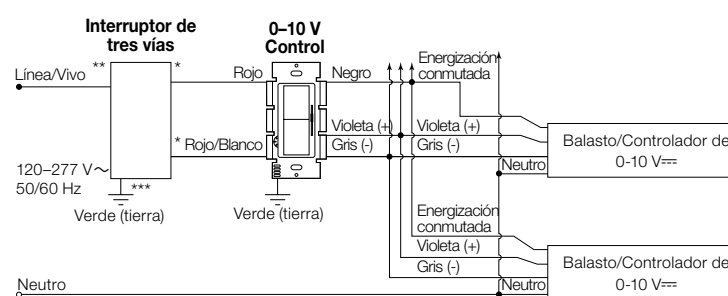 Interruptor de
tres vías
0–10 V
Control
Línea/Vivo
**
*
Rojo
Negro
Energización
conmutada
* Rojo/Blanco
Violeta (+)
Gris (-)
Violeta (+)
Gris (-)
Neutro
Balasto/Controlador de
0-10 V⎓
120–277 V~
50/60 Hz
***
Verde (tierra)
Verde (tierra)
Energización
conmutada
Violeta (+)
Gris (-)
Neutro
Balasto/Controlador de
0-10 V⎓
Neutro